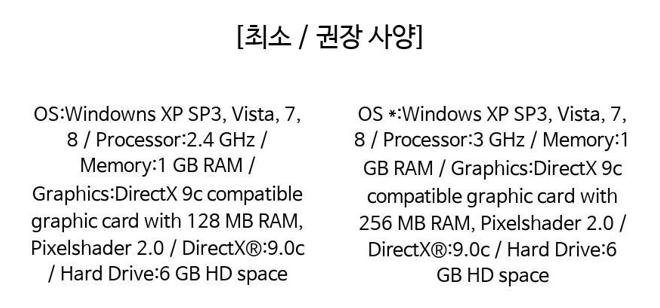 [최소 / 권장 사양]
OS:Windowns XP SP3, Vista, 7,
8 / Processor:2.4 GHz /
Memory:1 GB RAM /
Graphics:DirectX 9c compatible
graphic card with 128 MB RAM,
Pixelshader 2.0 / DirectX®:9.0c
/ Hard Drive:6 GB HD space
OS *:Windows XP SP3, Vista, 7,
8 / Processor:3 GHz / Memory:1
GB RAM / Graphics:DirectX 9c
compatible graphic card with
256 MB RAM, Pixelshader 2.0 /
DirectX®:9.0c / Hard Drive:6
GB HD space